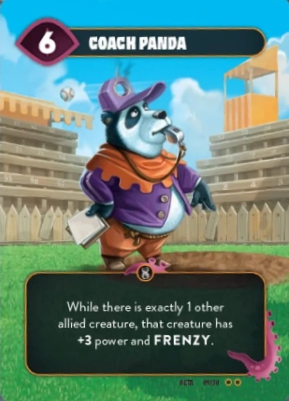 6 COACH PANDA
While there is exactly 1 other
allied creature, that creature has
+3 power and FRENZY.